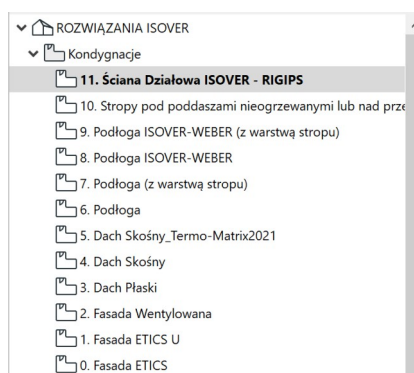 ROZWIĄZANIA ISOVER
Kondygnacje
11. Ściana Działowa ISOVER - RIGIPS
10. Stropy pod poddaszami nieogrzewanymi lub nad prze
9. Podłoga ISOVER-WEBER (z warstwą stropu)
8. Podłoga ISOVER-WEBER
7. Podłoga (z warstwą stropu)
6. Podłoga
5. Dach Skośny_Termo-Matrix2021
4. Dach Skośny
3. Dach Płaski
2. Fasada Wentylowana
1. Fasada ETICS U
0. Fasada ETICS